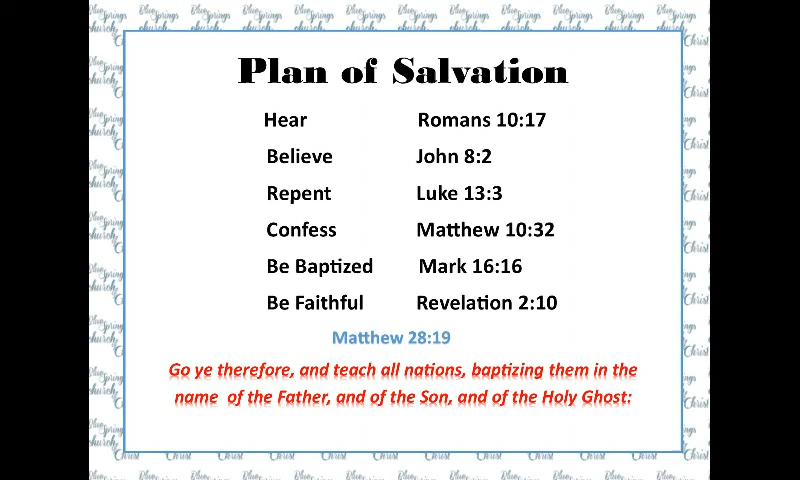 Plan of Salvation
Hear Romans 10:17
Believe John 8:2
Repent Luke 13:3
Confess Matthew 10:32
Be Baptized Mark 16:16
Be Faithful Revelation 2:10
Matthew 28:19
Go ye therefore, and teach all nations, baptizing them in the
name of the Father, and of the Son, and of the Holy Ghost: